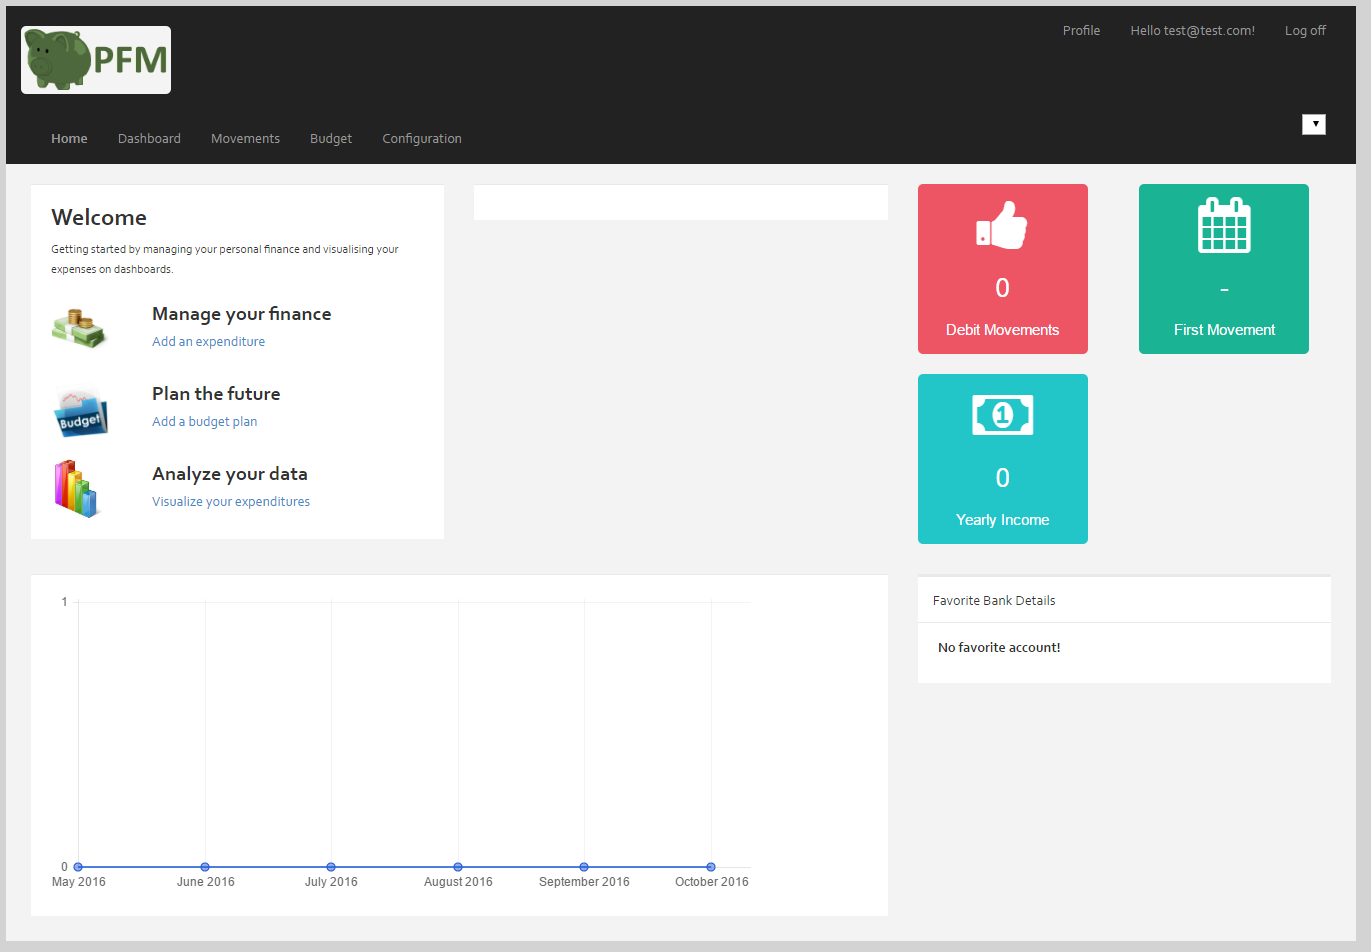 PFM
Profile
Hello test@test.com!
Log off
Home
Dashboard
Movements
Budget
Configuration
Welcome
Getting started by managing your personal finance and visualising your
expenses on dashboards.
Manage your finance
Add an expenditure
Budget
Plan the future
Add a budget plan
Analyze your data
Visualize your expenditures
0
Debit Movements
-
First Movement
1
0
Yearly Income
1
0
May 2016
June 2016
July 2016
August 2016
September 2016
October 2016
Favorite Bank Details
No favorite account!